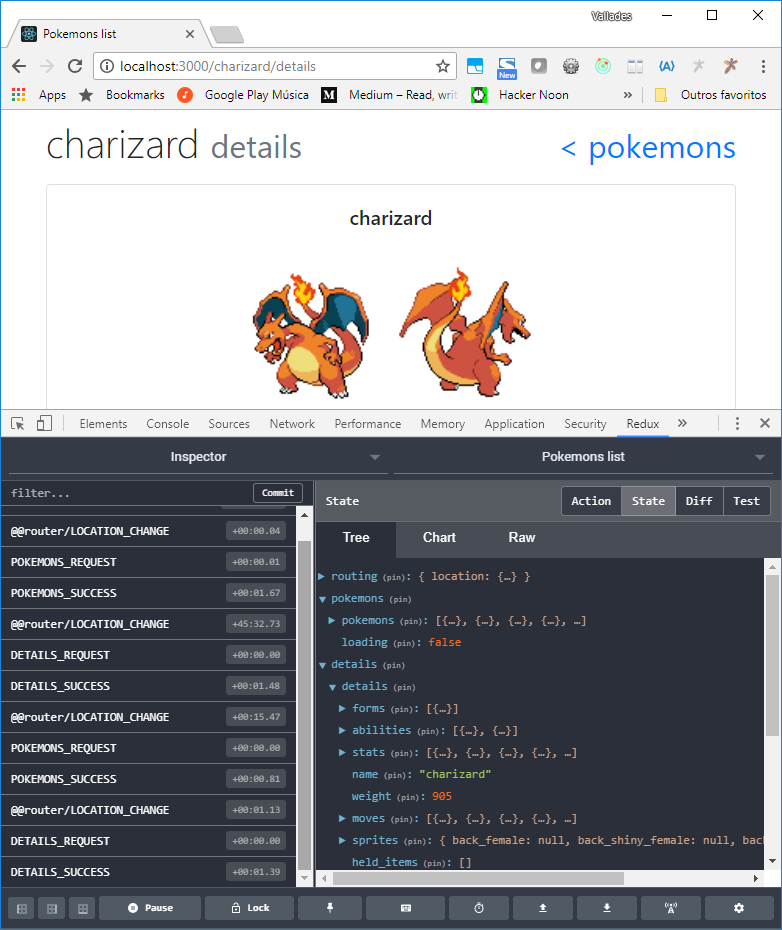 Vallades
Pokemons list
localhost:3000/charizard/details
New
Apps Bookmarks Google Play Música Medium – Read, writ Hacker Noon » Outros favoritos
charizard details < pokemons
charizard
Elements Console Sources Network Performance Memory Application Security Redux »
Inspector Pokemons list
filter... Commit
State Action State Diff Test
Tree Chart Raw
@@router/LOCATION_CHANGE +00:00.04
POKEMONS_REQUEST +00:00.01
POKEMONS_SUCCESS +00:01.67
@@router/LOCATION_CHANGE +45:32.73
DETAILS_REQUEST +00:00.00
DETAILS_SUCCESS +00:01.48
@@router/LOCATION_CHANGE +00:15.47
POKEMONS_REQUEST +00:00.00
POKEMONS_SUCCESS +00:00.81
@@router/LOCATION_CHANGE +00:01.13
DETAILS_REQUEST +00:00.00
DETAILS_SUCCESS +00:01.39
routing (pin): { location: {…} }
pokemons (pin)
pokemons (pin): [{…}, {…}, {…}, {…}, …]
loading (pin): false
details (pin)
details (pin)
forms (pin): [{…}]
abilities (pin): [{…}, {…}]
stats (pin): [{…}, {…}, {…}, {…}, …]
name (pin): "charizard"
weight (pin): 905
moves (pin): [{…}, {…}, {…}, {…}, …]
sprites (pin): { back_female: null, back_shiny_female: null, bac
held_items (pin): []
Pause Lock